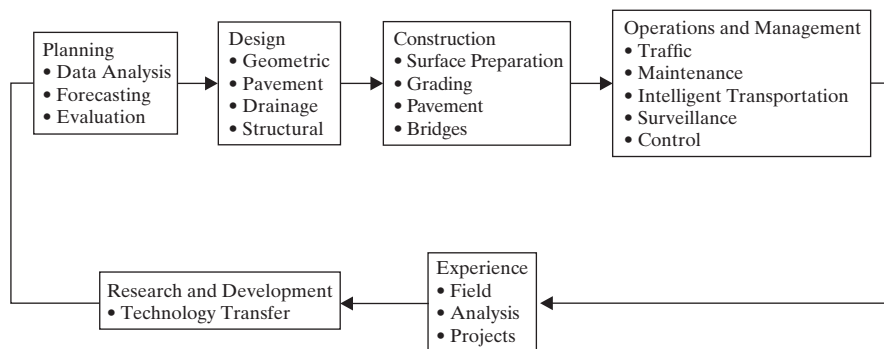 Planning
• Data Analysis
• Forecasting
• Evaluation
Design
• Geometric
• Pavement
• Drainage
• Structural
Construction
• Surface Preparation
• Grading
• Pavement
• Bridges
Operations and Management
• Traffic
• Maintenance
• Intelligent Transportation
• Surveillance
• Control
Experience
• Field
• Analysis
• Projects
Research and Development
• Technology Transfer